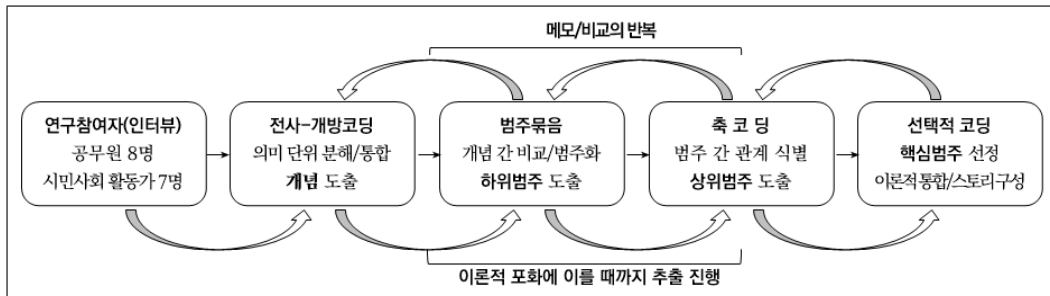 메모/비교의 반복
연구참여자(인터뷰)
공무원 8명
시민사회 활동가 7명
전사-개방코딩
의미 단위 분해/통합
개념 도출
범주묶음
개념 간 비교/범주화
하위범주 도출
축 코 딩
범주 간 관계 식별
상위범주 도출
선택적 코딩
핵심범주 선정
이론적통합/스토리구성
이론적 포화에 이를 때까지 추출 진행